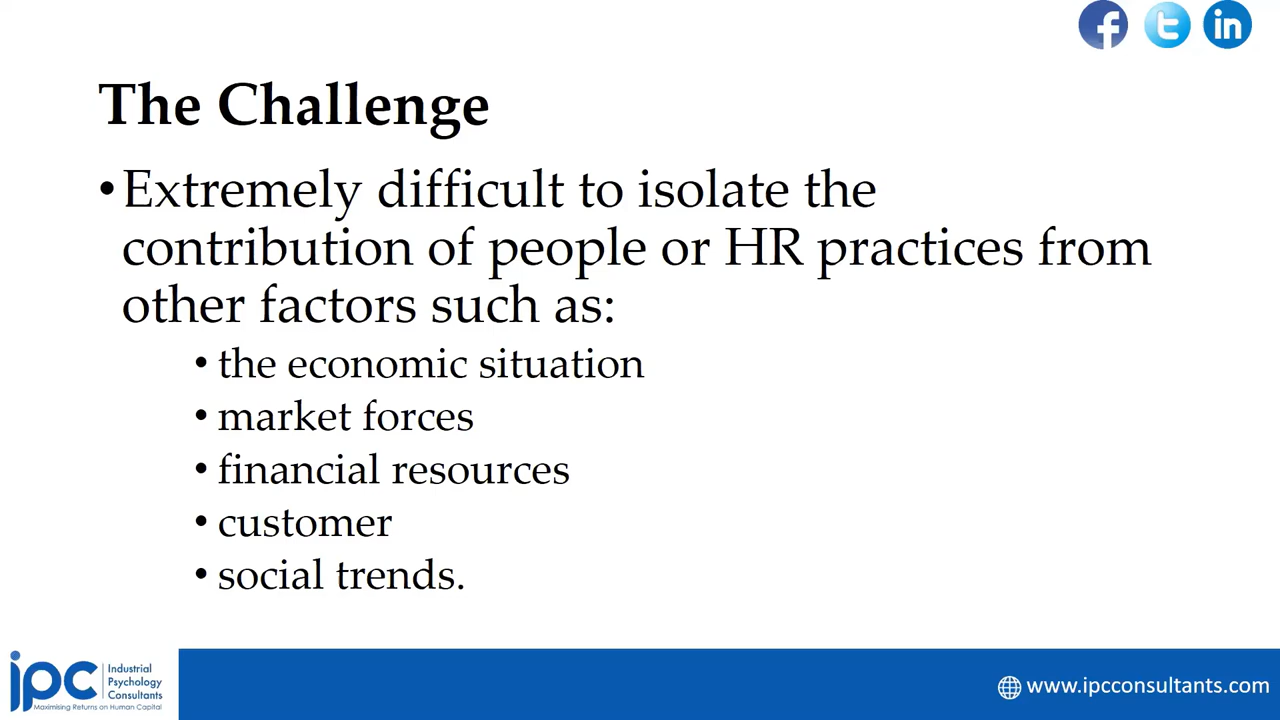 The Challenge
•Extremely difficult to isolate the
contribution of people or HR practices from
other factors such as:
• the economic situation
• market forces
• financial resources
• customer
• social trends.
ipc
Industrial
Psychology
Consultants
Maximising Returns on Human Capital
www.ipcconsultants.com